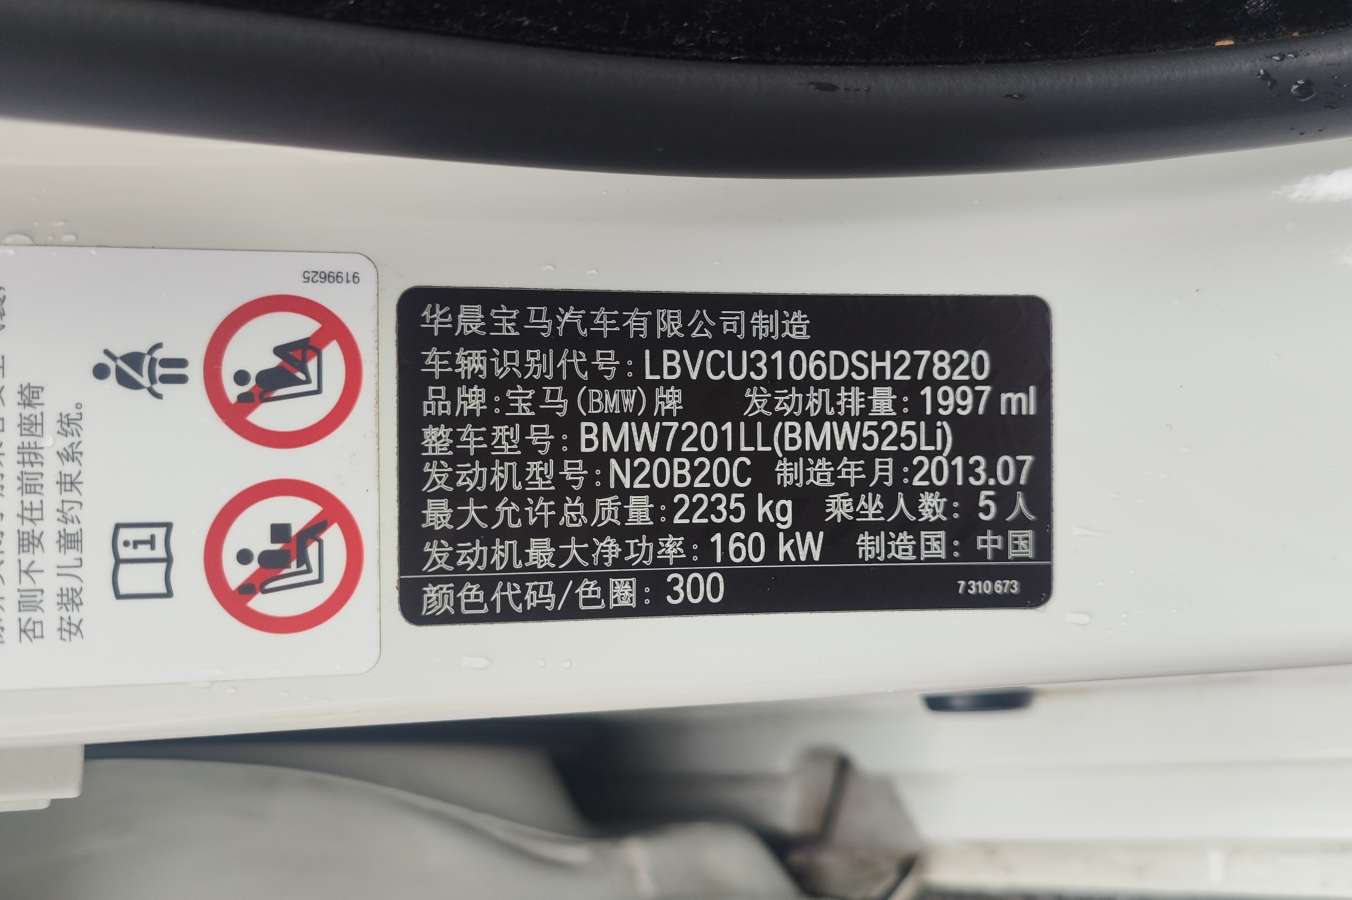 9199625
否则不要在前排座椅
安装儿童约束系统。
华晨宝马汽车有限公司制造
车辆识别代号: LBVCU3106DSH27820
品牌: 宝马(BMW)牌 发动机排量: 1997 ml
整车型号: BMW7201LL(BMW525Li)
发动机型号: N20B20C 制造年月: 2013.07
最大允许总质量: 2235 kg 乘坐人数: 5 人
发动机最大净功率: 160 kW 制造国: 中国
颜色代码/色圈: 300 7 310 673